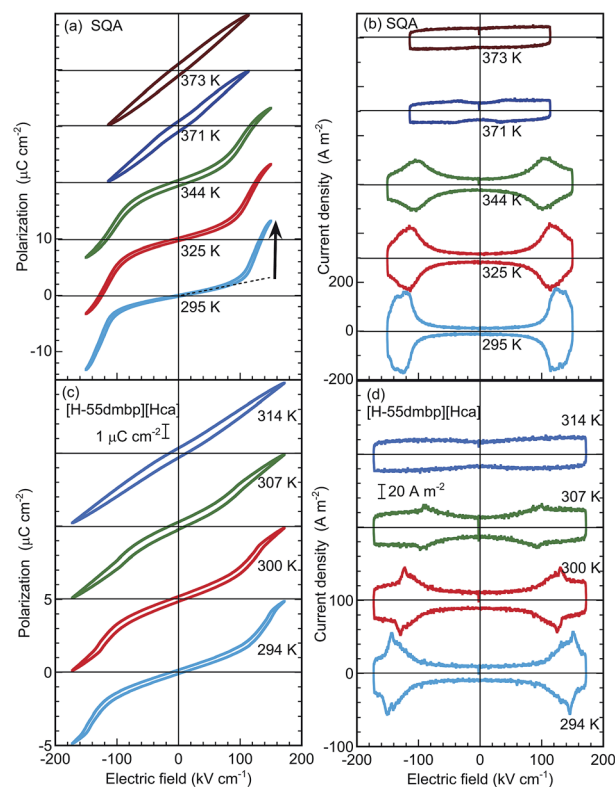 (a) SQA
373 K
371 K
344 K
325 K
295 K
10
0
-10
Polarization (μC cm⁻²)
(b) SQA
373 K
371 K
344 K
325 K
295 K
200
0
-200
Current density (A m⁻²)
(c) [H-55dmbp][Hca]
1 μC cm⁻²
314 K
307 K
300 K
294 K
5
0
-5
Polarization (μC cm⁻²)
-200 -100 0 100 200
Electric field (kV cm⁻¹)
(d)
[H-55dmbp][Hca]
314 K
20 A m⁻²
307 K
300 K
294 K
100
0
-100
Current density (A m⁻²)
-200 -100 0 100 200
Electric field (kV cm⁻¹)